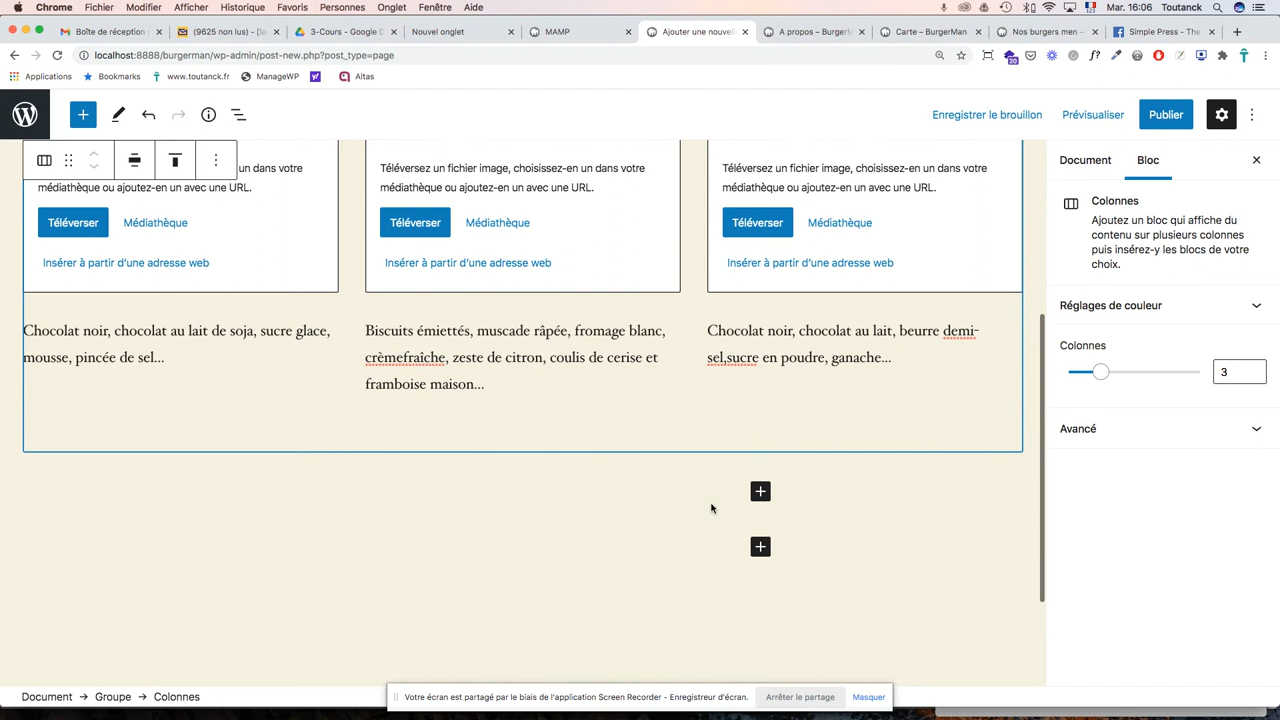 Chrome Fichier Modifier Afficher Historique Favoris Personnes Onglet Fenêtre Aide Mar. 16:06 Toutanck
Boîte de réception ( (9625 non lus) - [la 3-Cours - Google D Nouvel onglet MAMP Ajouter une nouvell A propos – BurgerM Carte – BurgerMan Nos burgers men – Simple Press - The
localhost:8888/burgerman/wp-admin/post-new.php?post_type=page
20
Applications Bookmarks www.toutanck.fr ManageWP Altas
Enregistrer le brouillon Prévisualiser Publier
Document Bloc
Téléversez un fichier image, choisissez-en un dans votre
médiathèque ou ajoutez-en un avec une URL.
Téléverser Médiathèque
Insérer à partir d’une adresse web
Téléversez un fichier image, choisissez-en un dans votre
médiathèque ou ajoutez-en un avec une URL.
Téléverser Médiathèque
Insérer à partir d’une adresse web
un dans votre
médiathèque ou ajoutez-en un avec une URL.
Téléverser Médiathèque
Insérer à partir d’une adresse web
Chocolat noir, chocolat au lait de soja, sucre glace,
mousse, pincée de sel...
Biscuits émiettés, muscade râpée, fromage blanc,
crèmefraîche, zeste de citron, coulis de cerise et
framboise maison...
Chocolat noir, chocolat au lait, beurre demi-
sel,sucre en poudre, ganache...
Colonnes
Ajoutez un bloc qui affiche du
contenu sur plusieurs colonnes
puis insérez-y les blocs de votre
choix.
Réglages de couleur
Colonnes
3
Avancé
Document → Groupe → Colonnes
Votre écran est partagé par le biais de l'application Screen Recorder - Enregistreur d'écran. Arrêter le partage Masquer